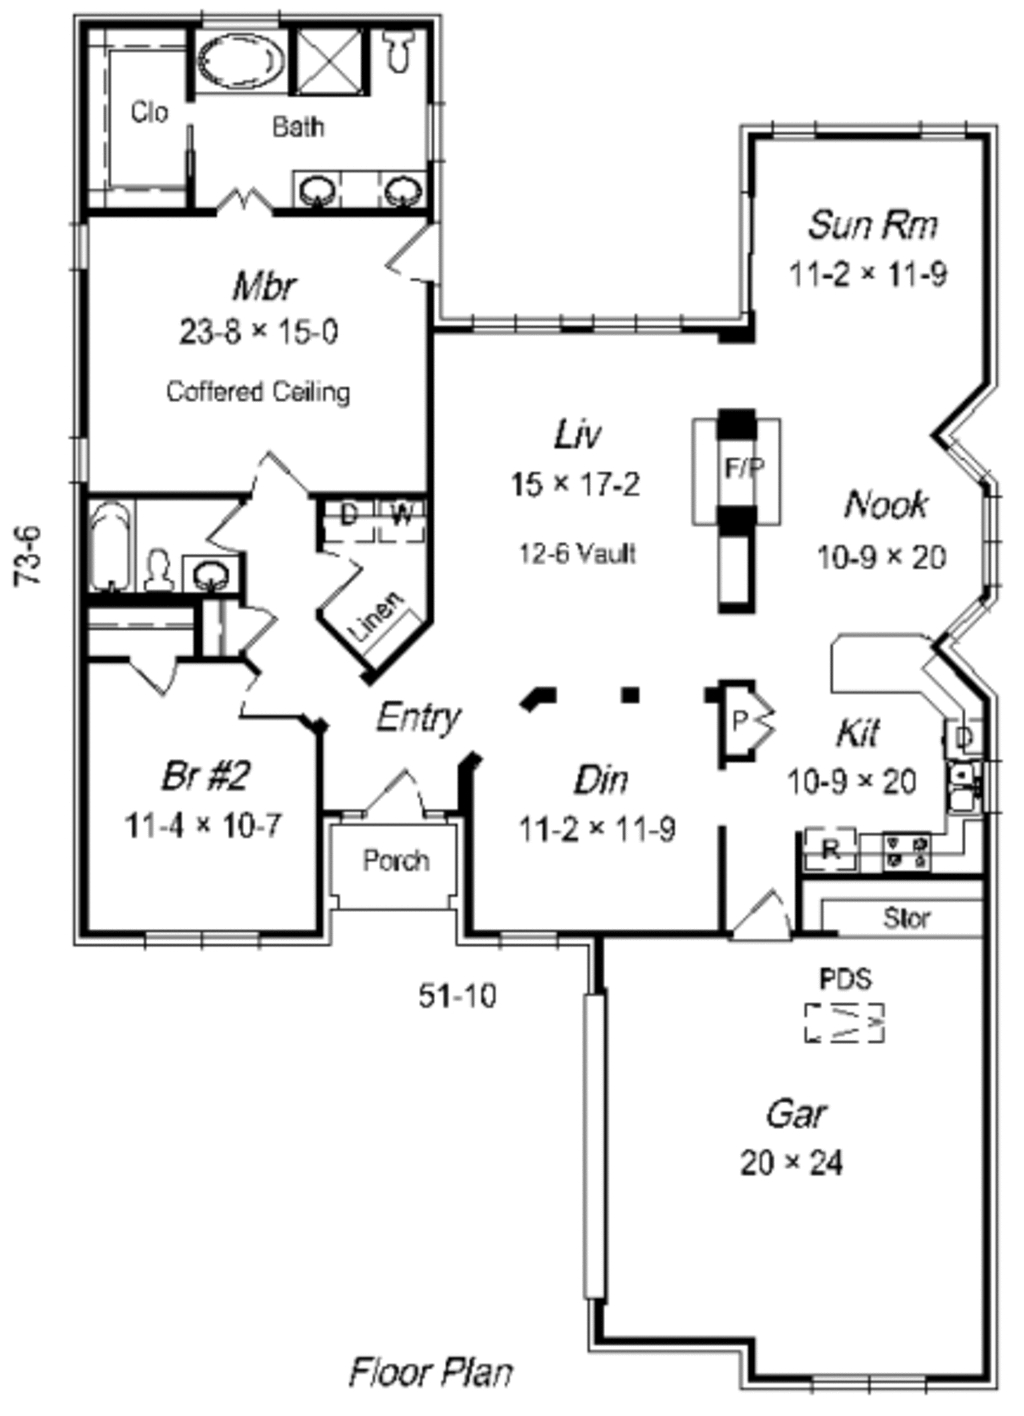 Clo
Bath
Mbr
23-8 × 15-0
Coffered Ceiling
Sun Rm
11-2 × 11-9
Liv
15 × 17-2
12-6 Vault
F/P
Nook
10-9 × 20
73-6
D
W
Linen
Entry
P
Kit
10-9 × 20
D
R
Br #2
11-4 × 10-7
Din
11-2 × 11-9
Porch
Stor
51-10
PDS
Gar
20 × 24
Floor Plan